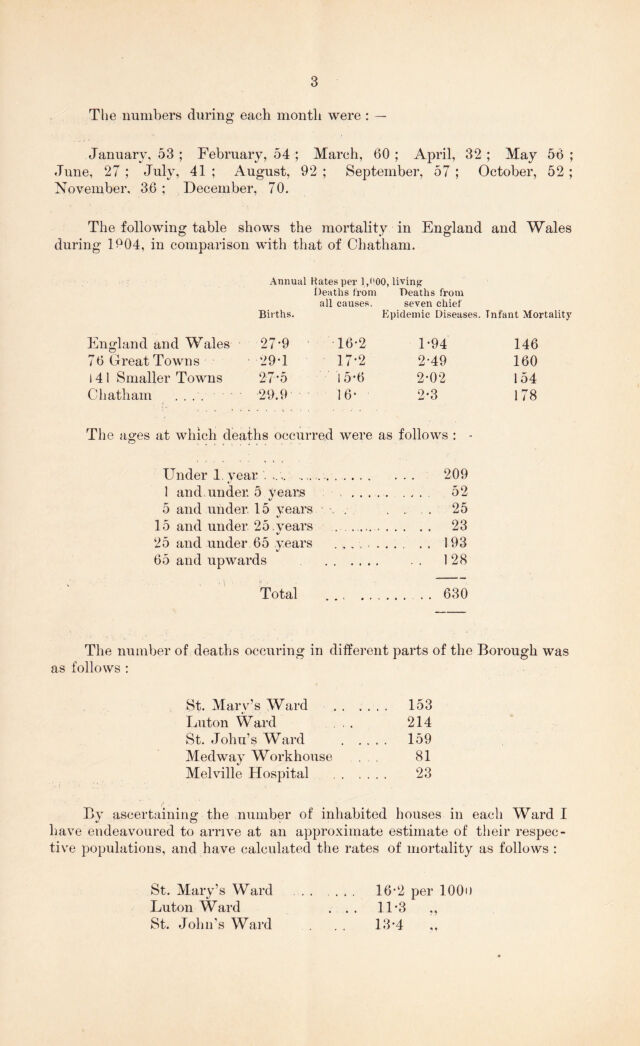 3
The numbers during each month were : —
January, 53 ; February, 54 ; March, 60 ; April, 32 ; May 56 ;
June, 27 ; July, 41 ; August, 92 ; September, 57 ; October, 52 ;
November, 36 ; December, 70.
The following table shows the mortality in England and Wales
during 1904, in comparison with that of Chatham.
Annual Rates per 1,000, living
Deaths from Deaths from
all causes. seven chief
Births. Epidemic Diseases. Infant Mortality
England and Wales 27·9 16·2 1·94 146
76 Great Towns 29·1 17·2 2·49 160
141 Smaller Towns 27·5 15·6 2·02 154
Chatham .... 29.9 16· 2·3 178
The ages at which deaths occurred were as follows : -
Under 1 year ... ... ... 209
1 and under 5 years ... ... 52
5 and under 15 years ... ... 25
15 and under 25 years ... ... 23
25 and under 65 years ... ... 193
65 and upwards ... ... 128
Total ... ... ... 630
The number of deaths occuring in different parts of the Borough was
as follows :
St. Mary's Ward ... ... 153
Luton Ward ... 214
St. John's Ward ... ... 159
Medway Workhouse ... 81
Melville Hospital ... ... 23
By ascertaining the number of inhabited houses in each Ward I
have endeavoured to arrive at an approximate estimate of their respec-
tive populations, and have calculated the rates of mortality as follows :
St. Mary's Ward ... ... 16·2 per 1000
Luton Ward ... 11·3 „
St. John's Ward ... 13·4 „